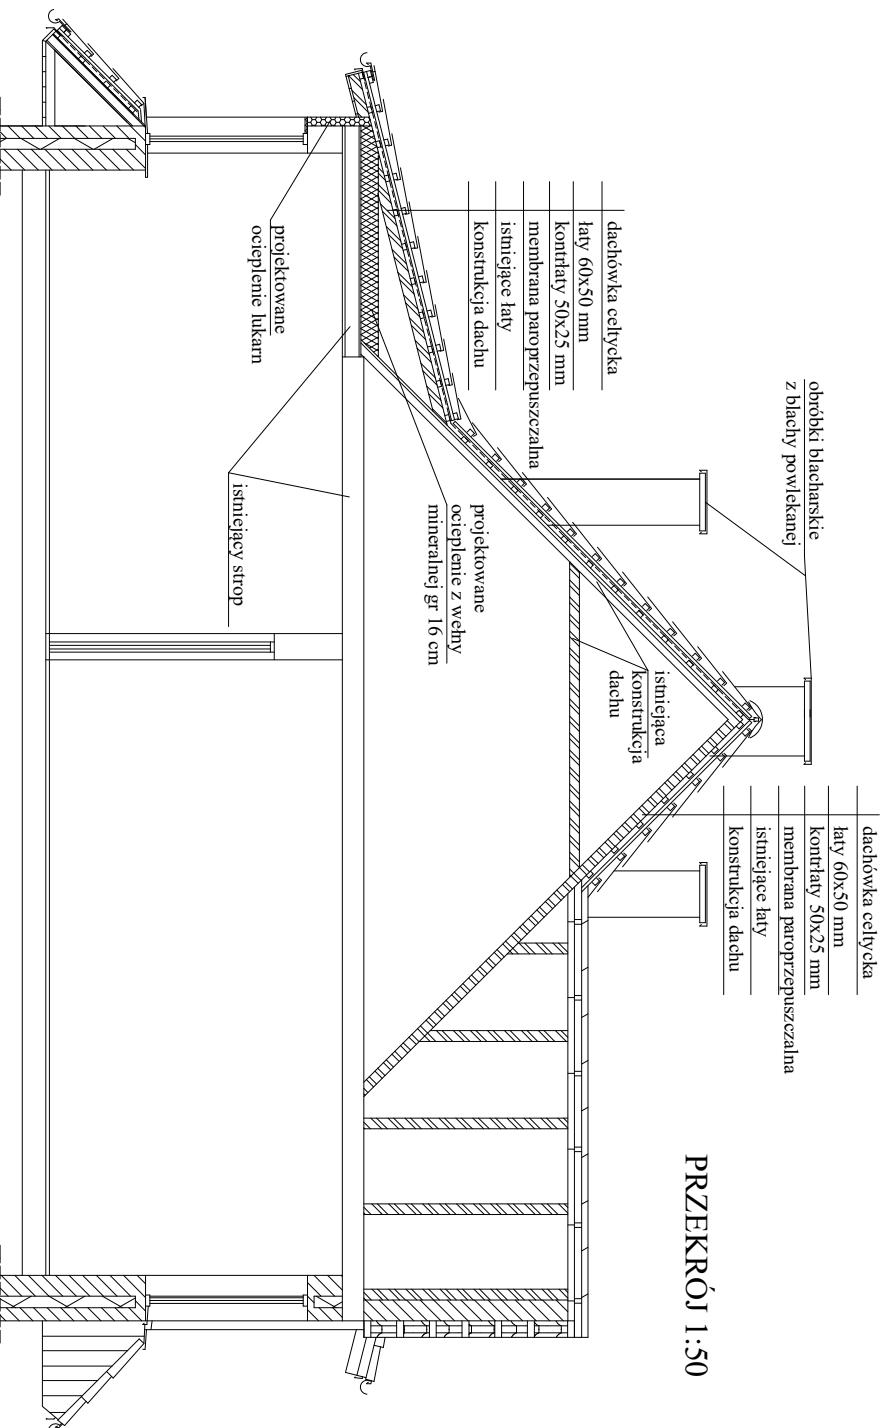 PRZEKRÓJ 1:50
obróbki blacharskie
z blachy powlekanej
dachówka celtycka
łaty 60x50 mm
kontrłaty 50x25 mm
membrana paroprzepuszczalna
istniejące łaty
konstrukcja dachu
dachówka celtycka
łaty 60x50 mm
kontrłaty 50x25 mm
membrana paroprzepuszczalna
istniejące łaty
konstrukcja dachu
istniejąca
konstrukcja
dachu
projektowane
ocieplenie z wełny
mineralnej gr 16 cm
projektowane
ocieplenie lukarn
istniejący strop